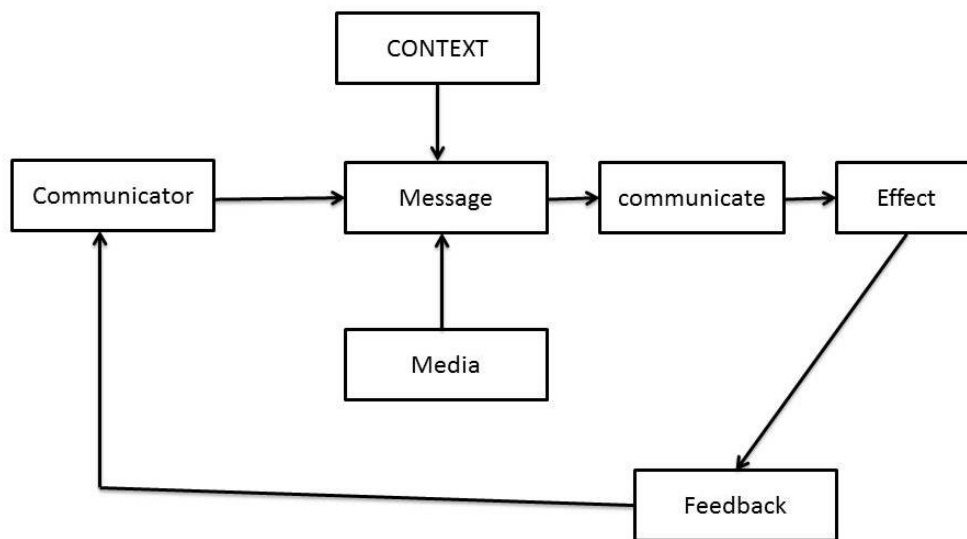 CONTEXT
Communicator
Message
communicate
Effect
Media
Feedback